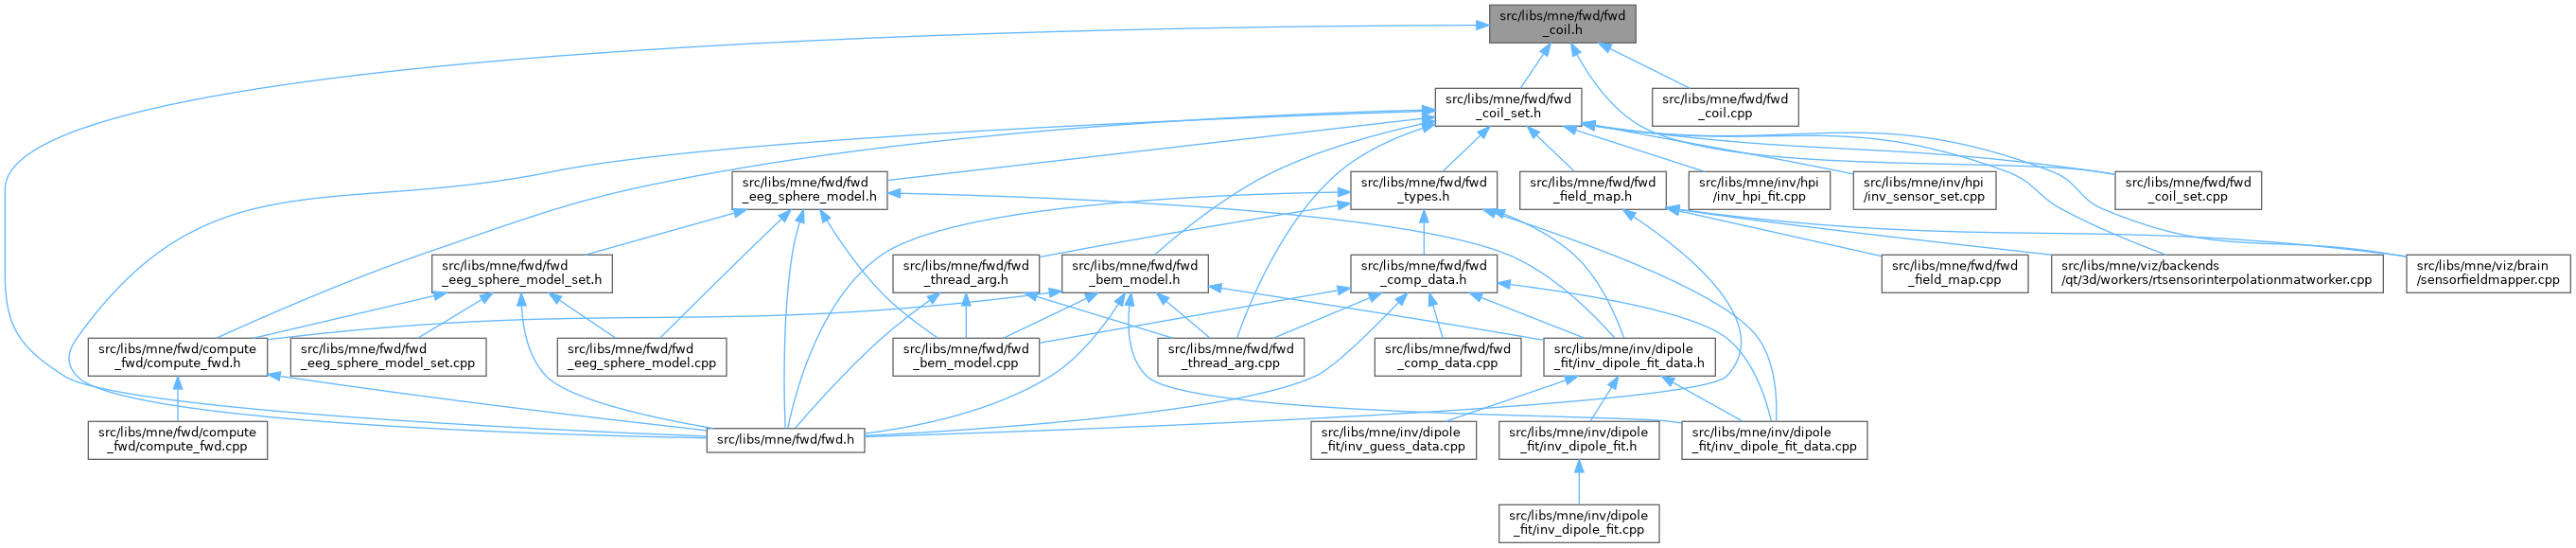 src/libs/mne/fwd/fwd
_coil.h
src/libs/mne/fwd/fwd
_coil_set.h
src/libs/mne/fwd/fwd
_coil.cpp
src/libs/mne/fwd/fwd
_eeg_sphere_model.h
src/libs/mne/fwd/fwd
_types.h
src/libs/mne/fwd/fwd
_field_map.h
src/libs/mne/inv/hpi
/inv_hpi_fit.cpp
src/libs/mne/inv/hpi
/inv_sensor_set.cpp
src/libs/mne/fwd/fwd
_coil_set.cpp
src/libs/mne/fwd/fwd
_eeg_sphere_model_set.h
src/libs/mne/fwd/fwd
_thread_arg.h
src/libs/mne/fwd/fwd
_bem_model.h
src/libs/mne/fwd/fwd
_comp_data.h
src/libs/mne/fwd/fwd
_field_map.cpp
src/libs/mne/viz/backends
/qt/3d/workers/rtsensorinterpolationmatworker.cpp
src/libs/mne/viz/brain
/sensorfieldmapper.cpp
src/libs/mne/fwd/compute
_fwd/compute_fwd.h
src/libs/mne/fwd/fwd
_eeg_sphere_model_set.cpp
src/libs/mne/fwd/fwd
_eeg_sphere_model.cpp
src/libs/mne/fwd/fwd
_bem_model.cpp
src/libs/mne/fwd/fwd
_thread_arg.cpp
src/libs/mne/fwd/fwd
_comp_data.cpp
src/libs/mne/inv/dipole
_fit/inv_dipole_fit_data.h
src/libs/mne/fwd/compute
_fwd/compute_fwd.cpp
src/libs/mne/fwd/fwd.h
src/libs/mne/inv/dipole
_fit/inv_guess_data.cpp
src/libs/mne/inv/dipole
_fit/inv_dipole_fit.h
src/libs/mne/inv/dipole
_fit/inv_dipole_fit_data.cpp
src/libs/mne/inv/dipole
_fit/inv_dipole_fit.cpp